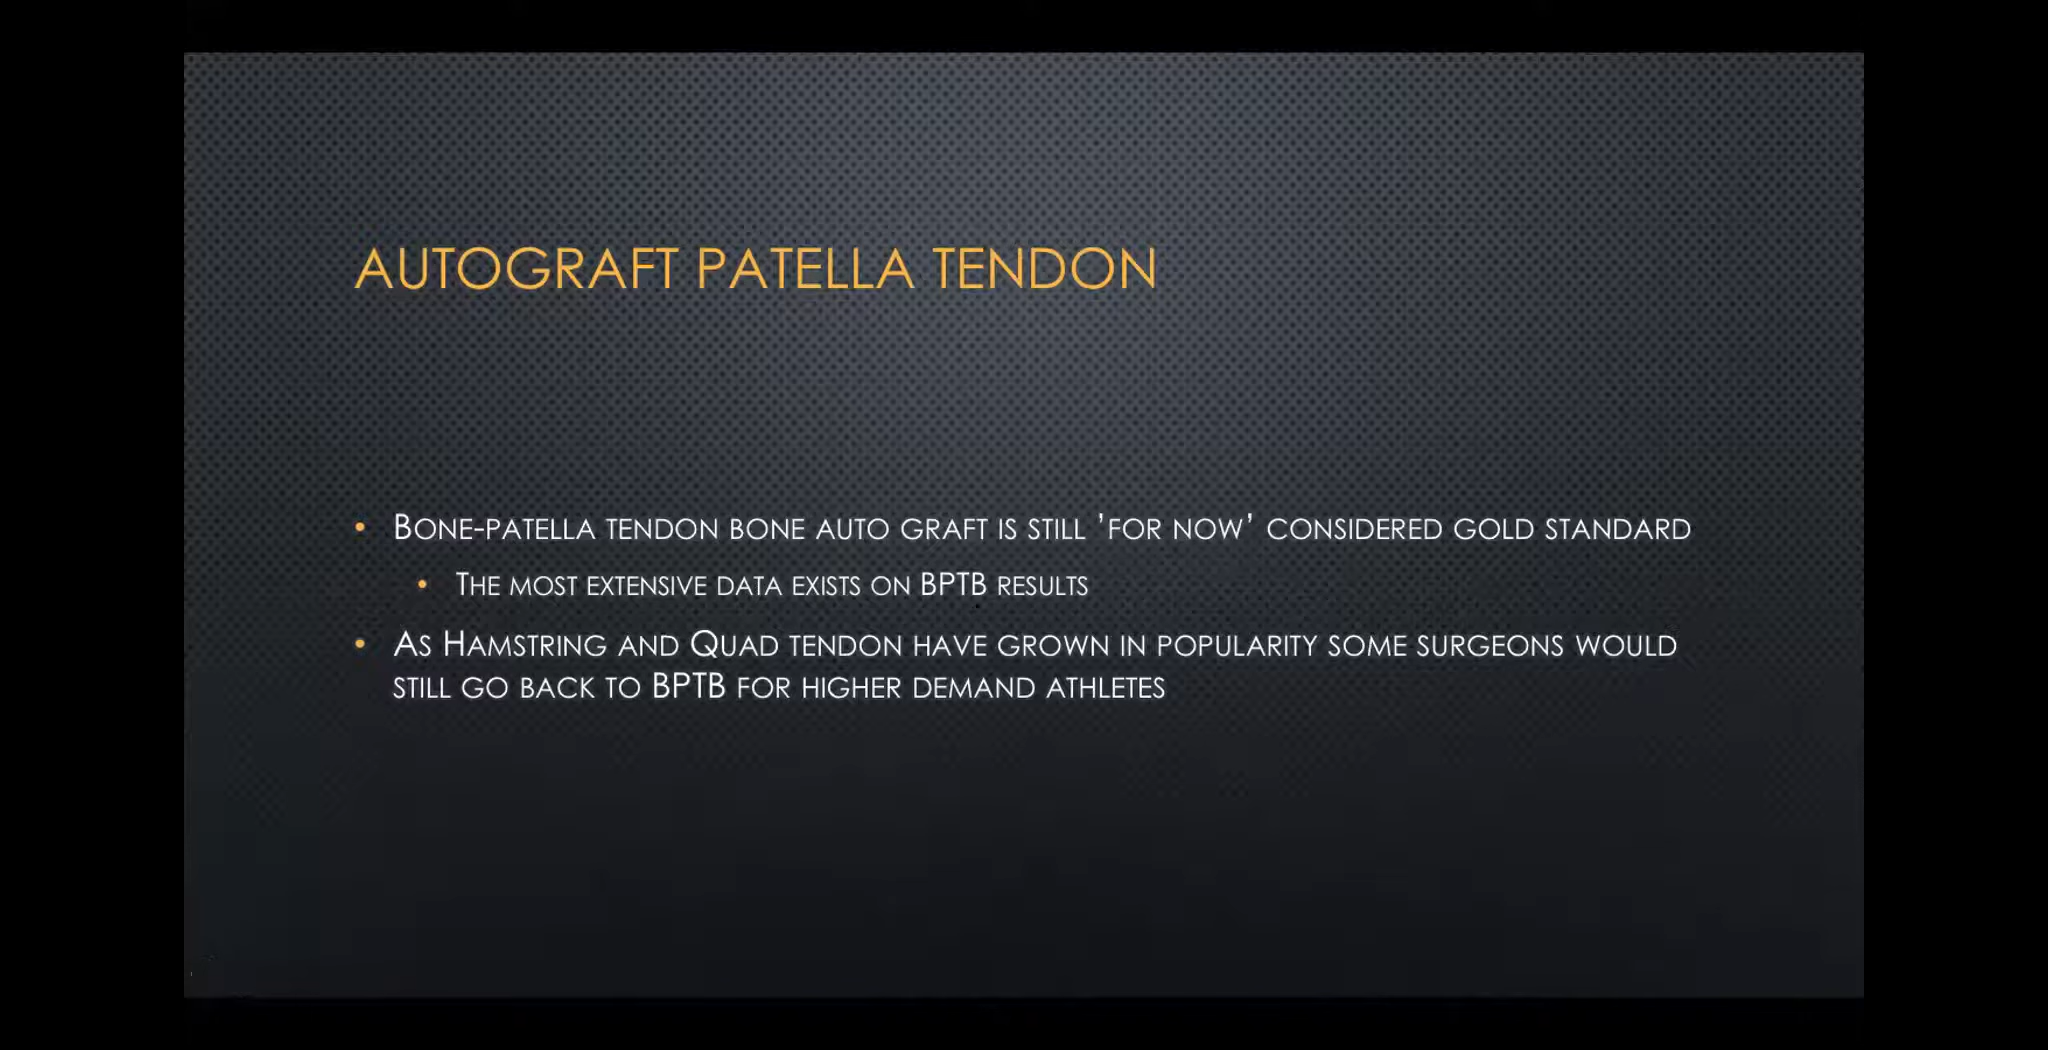 AUTOGRAFT PATELLA TENDON
• BONE-PATELLA TENDON BONE AUTO GRAFT IS STILL ’FOR NOW’ CONSIDERED GOLD STANDARD
• THE MOST EXTENSIVE DATA EXISTS ON BPTB RESULTS
• AS HAMSTRING AND QUAD TENDON HAVE GROWN IN POPULARITY SOME SURGEONS WOULD
STILL GO BACK TO BPTB FOR HIGHER DEMAND ATHLETES